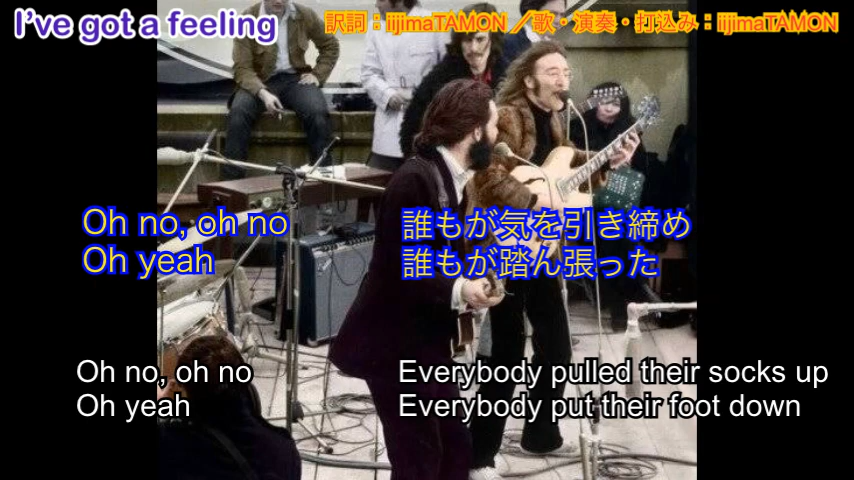 I've got a feeling
訳詞：iijimaTAMON ／歌・演奏・打込み：iijimaTAMON
Oh no, oh no
Oh yeah
誰もが気を引き締め
誰もが踏ん張った
Oh no, oh no
Oh yeah
Everybody pulled their socks up
Everybody put their foot down